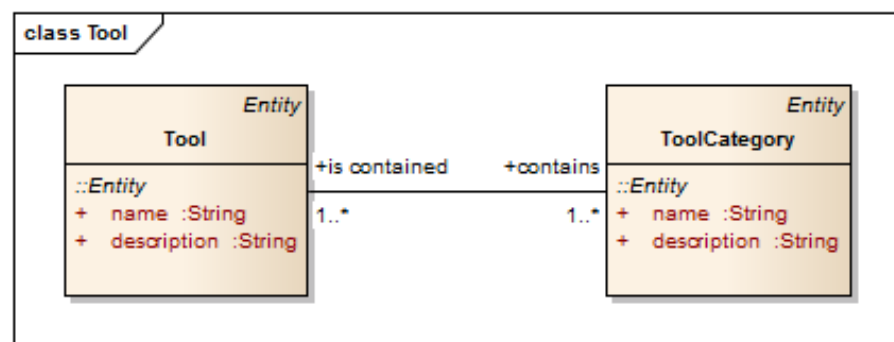 class Tool
Entity
Tool
::Entity
+ name :String
+ description :String
+is contained
1..*
+contains
1..*
Entity
ToolCategory
::Entity
+ name :String
+ description :String